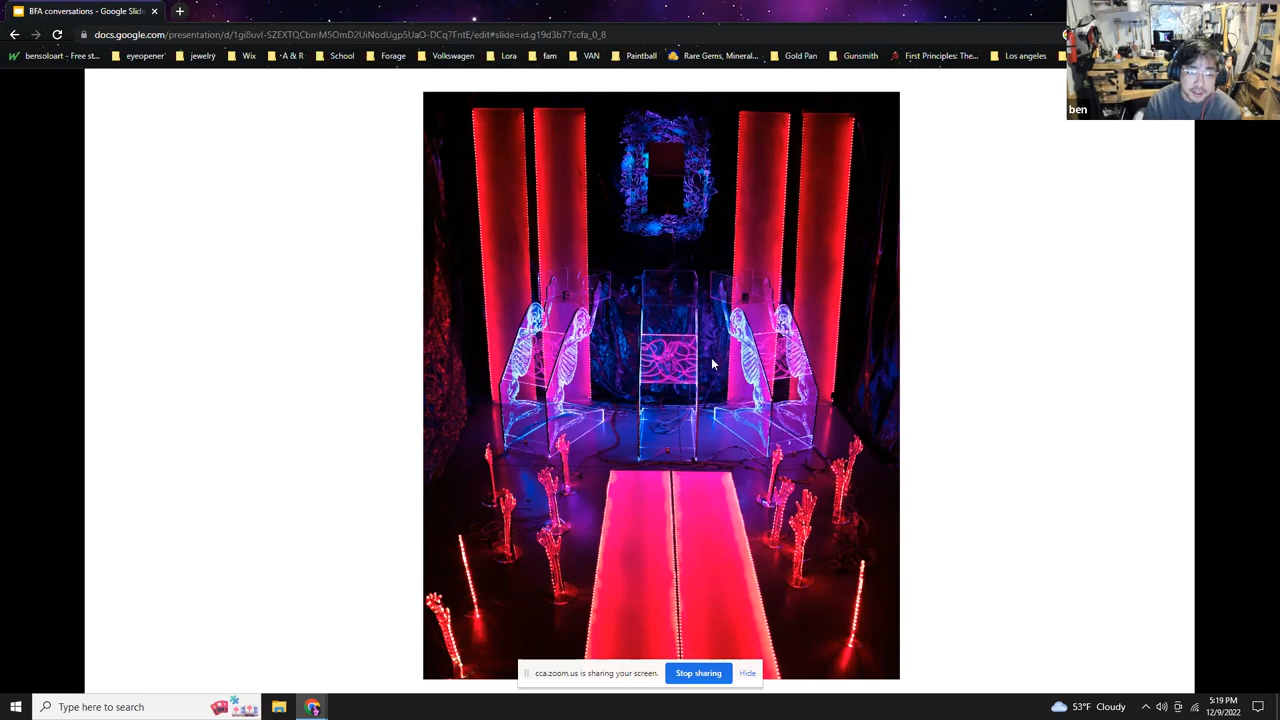 BFA conversations - Google Slid
docs.google.com/presentation/d/1gi8uvI-SZEXTQCbmM5OmD2UiNodUgp5UaO-DCq7FntE/edit#slide=id.g19d3b77ccfa_0_8
bensoloart - Free st... eyeopener' jewelry Wix ·A & R School Forage Volkswagen Lora fam VAN Paintball Rare Gems, Mineral... Gold Pan Gunsmith First Principles: The... Los angeles
ben
cca.zoom.us is sharing your screen. Stop sharing Hide
Type here to search
53°F Cloudy
5:19 PM
12/9/2022